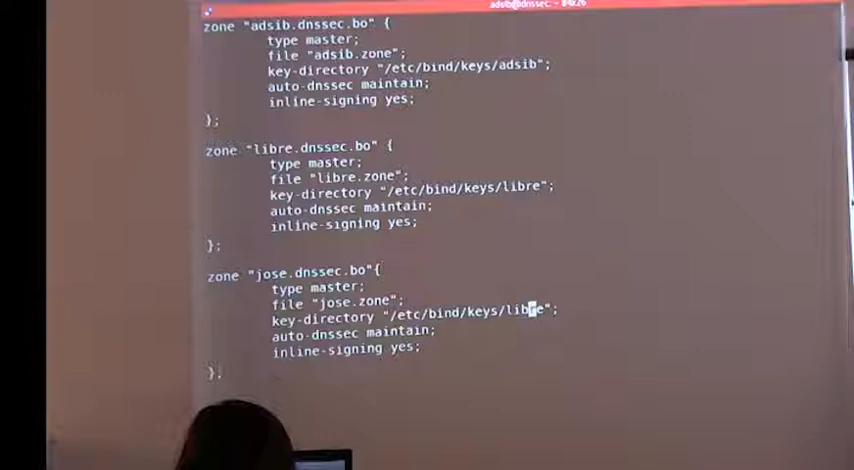 adsib@dnssec: ~ 84x26
zone "adsib.dnssec.bo" {
type master;
file "adsib.zone";
key-directory "/etc/bind/keys/adsib";
auto-dnssec maintain;
inline-signing yes;
};
zone "libre.dnssec.bo" {
type master;
file "libre.zone";
key-directory "/etc/bind/keys/libre";
auto-dnssec maintain;
inline-signing yes;
};
zone "jose.dnssec.bo"{
type master;
file "jose.zone";
key-directory "/etc/bind/keys/libre";
auto-dnssec maintain;
inline-signing yes;
};